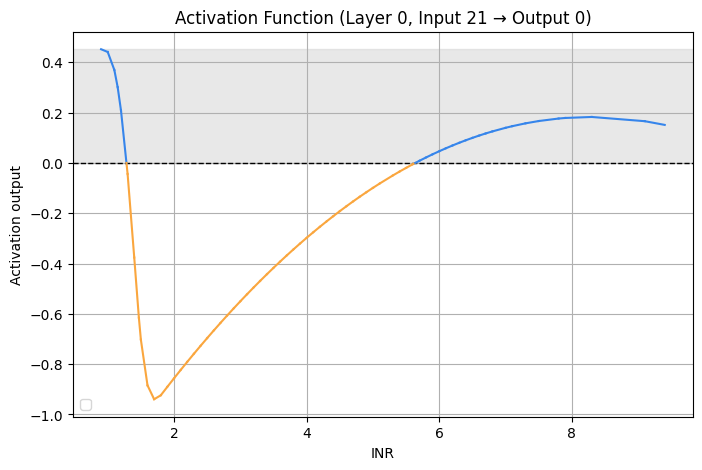 Activation Function (Layer 0, Input 21 → Output 0)
Activation output
0.4
0.2
0.0
−0.2
−0.4
−0.6
−0.8
−1.0
2 4 6 8
INR